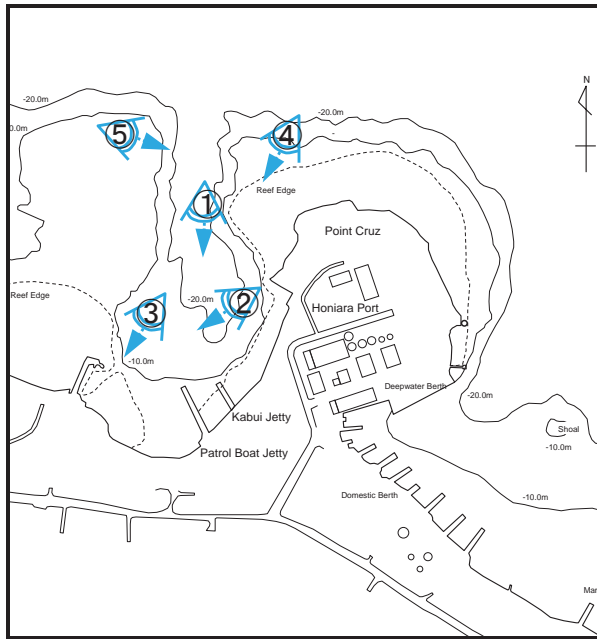 -20.0m
0.0m
5
4
-20.0m
N
Reef Edge
1
Point Cruz
Reef Edge
-20.0m
2
3
Honiara Port
-10.0m
Deepwater Berth
-20.0m
Kabui Jetty
Shoal
-10.0m
Patrol Boat Jetty
Domestic Berth
-10.0m
Mar